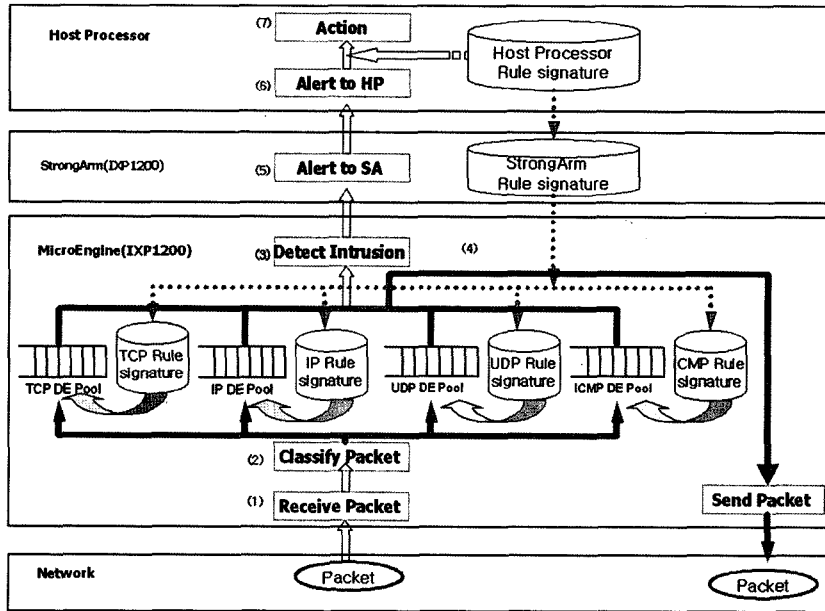 Host Processor
(7) Action
Host Processor
Rule signature
(6) Alert to HP
StrongArm(IXP1200)
(5) Alert to SA
StrongArm
Rule signature
MicroEngine(IXP1200)
(3) Detect Intrusion
(4)
TCP Rule
signature
IP Rule
signature
UDP Rule
signature
CMP Rule
signature
TCP DE Pool
IP DE Pool
UDP DE Pool
ICMP DE Pool
(2) Classify Packet
(1) Receive Packet
Send Packet
Network
Packet
Packet